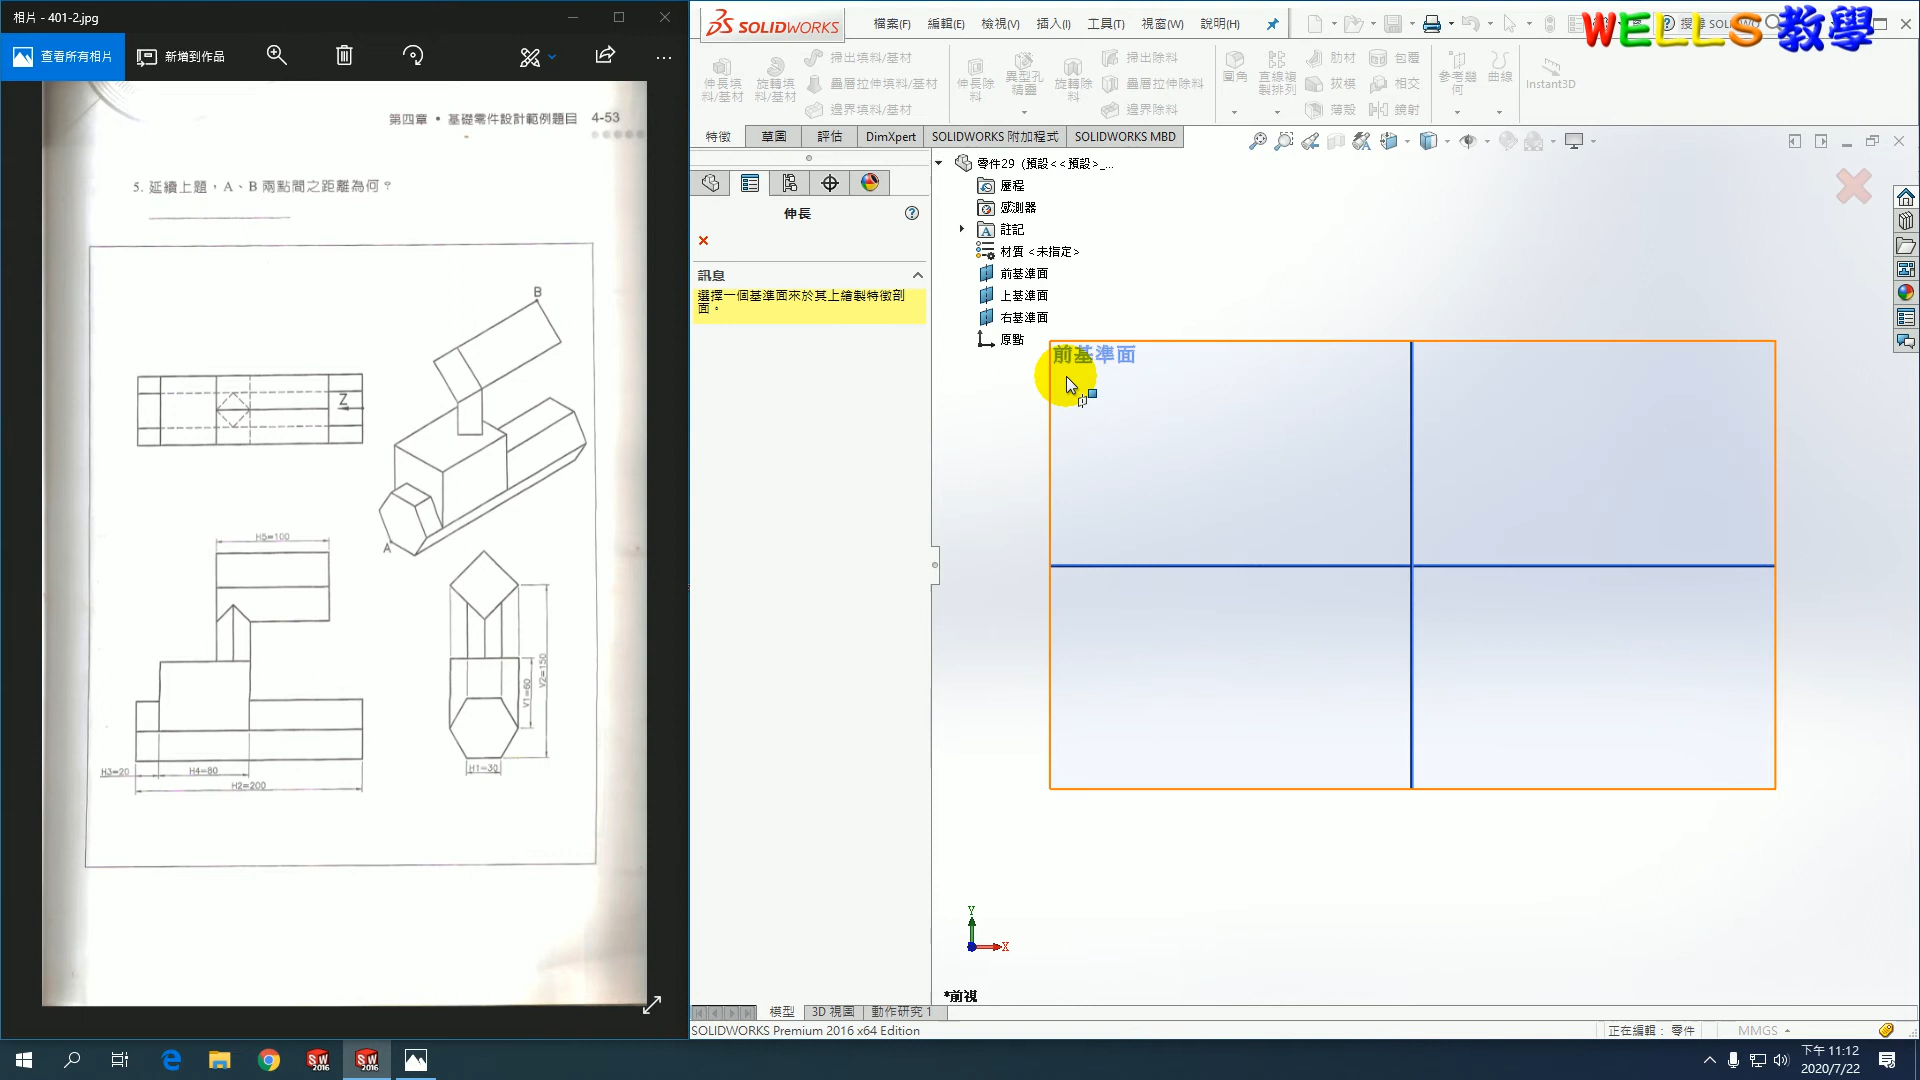 相片 - 401-2.jpg
查看所有相片
新增到作品
第四章 • 基礎零件設計範例題目 4-53
5. 延續上題，A、B 兩點間之距離為何？
B
Z
A
H5=100
V1=60
V2=150
H1=30
H3=20
H4=80
H2=200
SOLIDWORKS
檔案(F)
編輯(E)
檢視(V)
插入(I)
工具(T)
視窗(W)
說明(H)
WELLS教學
伸長填料/基材
旋轉填料/基材
掃出填料/基材
疊層拉伸填料/基材
邊界填料/基材
伸長除料
異型孔精靈
旋轉除料
掃出除料
疊層拉伸除料
邊界除料
圓角
直線複製排列
肋材
拔模
薄殼
包覆
相交
鏡射
參考幾何
曲線
Instant3D
特徵
草圖
評估
DimXpert
SOLIDWORKS 附加程式
SOLIDWORKS MBD
伸長
訊息
選擇一個基準面來於其上繪製特徵剖
面。
零件29 (預設<<預設>_...
歷程
感測器
註記
材質 <未指定>
前基準面
上基準面
右基準面
原點
前基準面
Y
X
*前視
模型
3D 視圖
動作研究 1
SOLIDWORKS Premium 2016 x64 Edition
正在編輯： 零件
MMGS
下午 11:12
2020/7/22